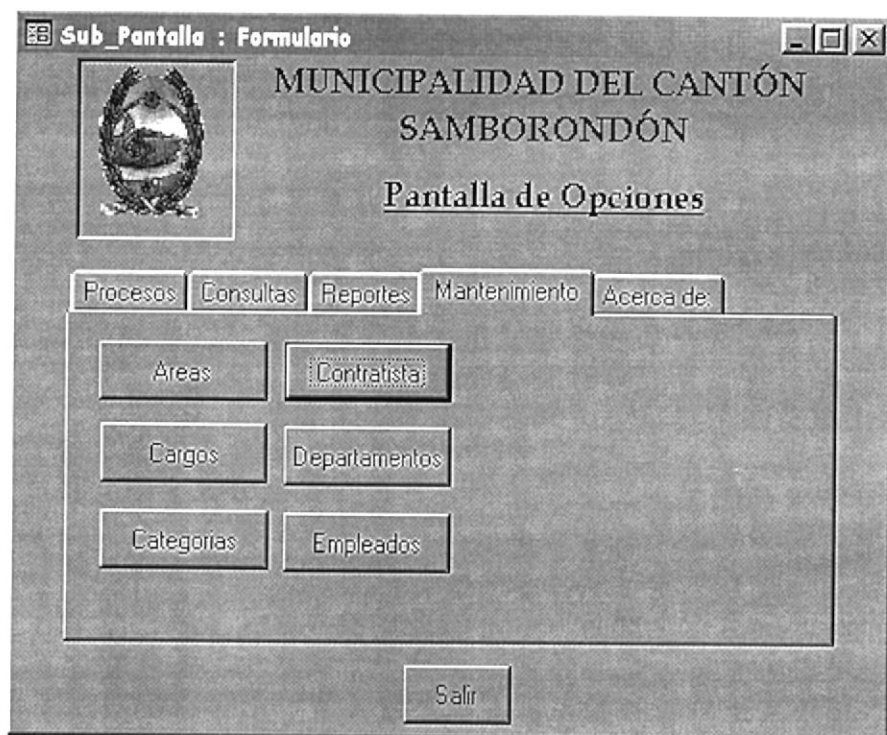 Sub_Pantalla : Formulario
MUNICIPALIDAD DEL CANTÓN
SAMBORONDÓN
Pantalla de Opciones
Procesos Consultas Reportes Mantenimiento Acerca de:
Areas Contratista
Cargos Departamentos
Categorias Empleados
Salir